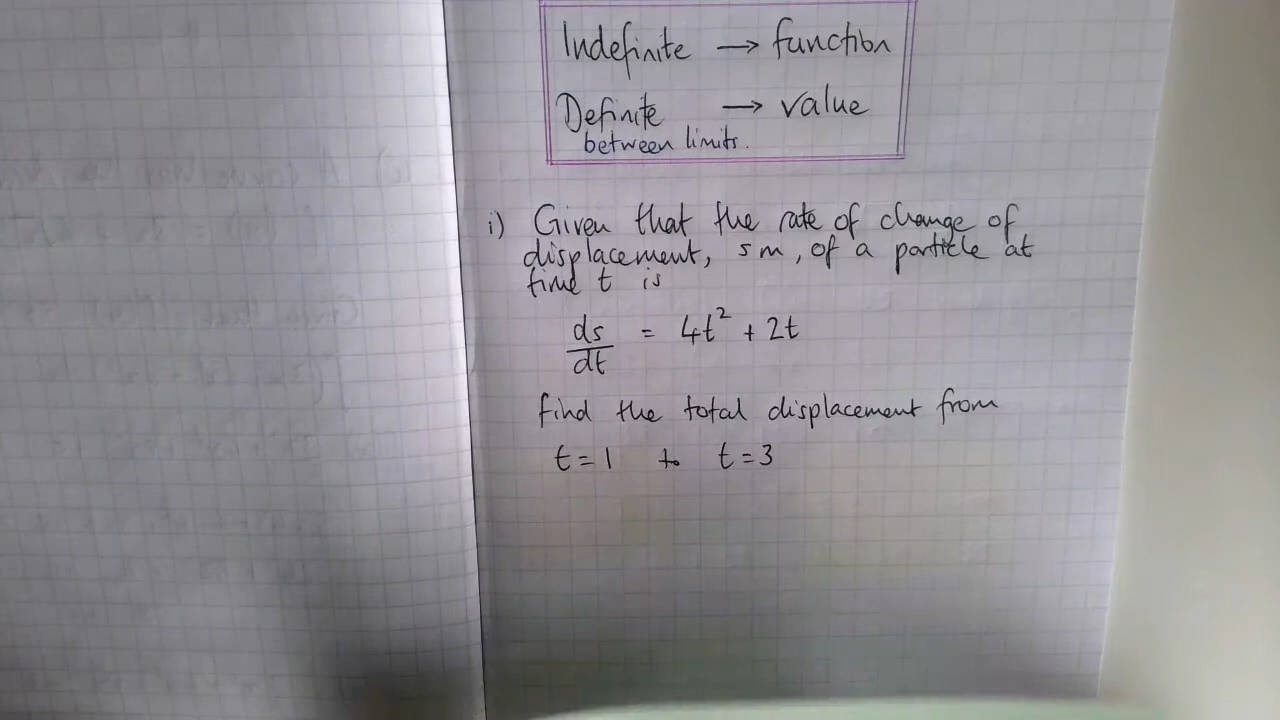 Indefinite → function
Definite → value
between limits.
i) Given that the rate of change of
displacement, s m, of a particle at
time t is
ds/dt = 4t² + 2t
find the total displacement from
t = 1 to t = 3